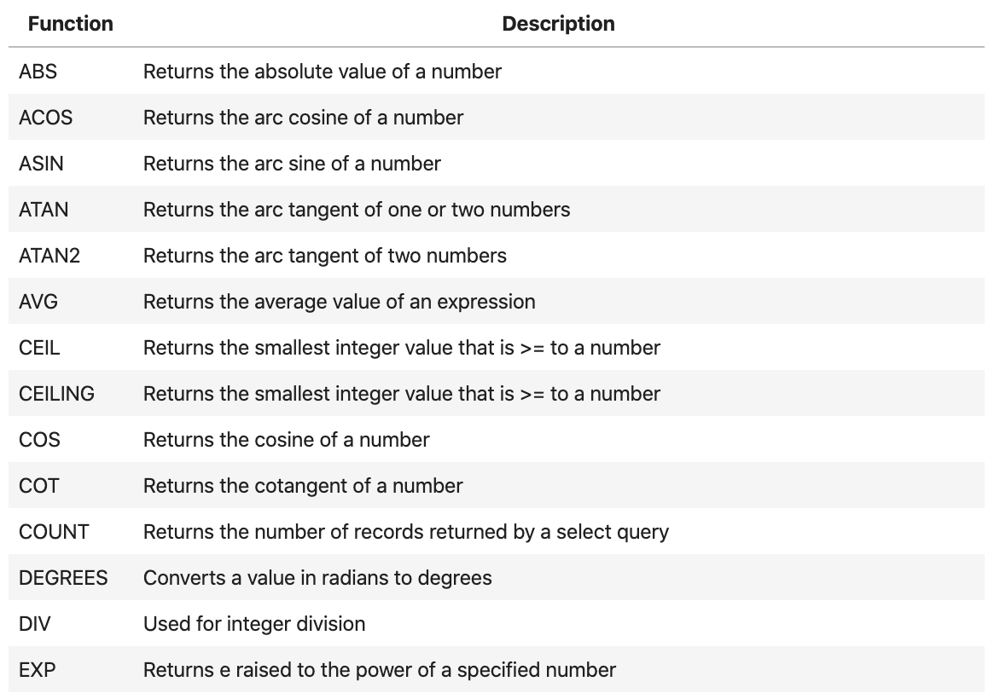 Function Description
ABS Returns the absolute value of a number
ACOS Returns the arc cosine of a number
ASIN Returns the arc sine of a number
ATAN Returns the arc tangent of one or two numbers
ATAN2 Returns the arc tangent of two numbers
AVG Returns the average value of an expression
CEIL Returns the smallest integer value that is >= to a number
CEILING Returns the smallest integer value that is >= to a number
COS Returns the cosine of a number
COT Returns the cotangent of a number
COUNT Returns the number of records returned by a select query
DEGREES Converts a value in radians to degrees
DIV Used for integer division
EXP Returns e raised to the power of a specified number